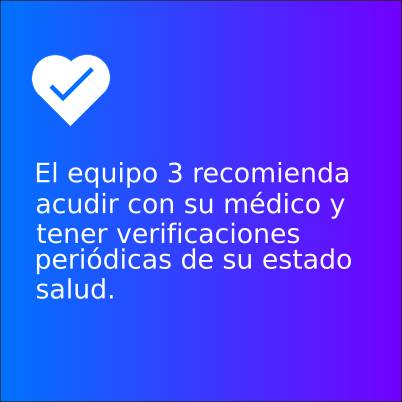 El equipo 3 recomienda
acudir con su médico y
tener verificaciones
periódicas de su estado
salud.